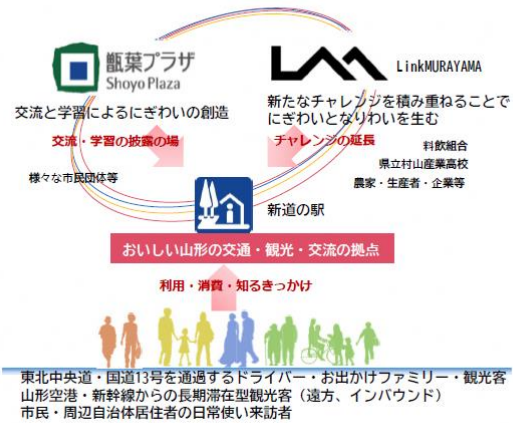 甑葉プラザ
Shoyo Plaza
LinkMURAYAMA
交流と学習によるにぎわいの創造
新たなチャレンジを積み重ねることで
にぎわいとなりわいを生む
交流・学習の披露の場
チャレンジの延長
料飲組合
県立村山産業高校
農家・生産者・企業等
様々な市民団体等
新道の駅
おいしい山形の交通・観光・交流の拠点
利用・消費・知るきっかけ
東北中央道・国道13号を通過するドライバー・お出かけファミリー・観光客
山形空港・新幹線からの長期滞在型観光客（遠方、インバウンド）
市民・周辺自治体居住者の日常使い来訪者